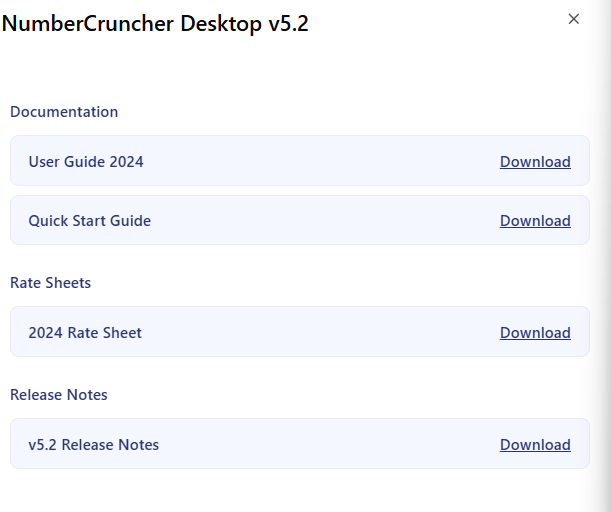 NumberCruncher Desktop v5.2
Documentation
User Guide 2024 Download
Quick Start Guide Download
Rate Sheets
2024 Rate Sheet Download
Release Notes
v5.2 Release Notes Download